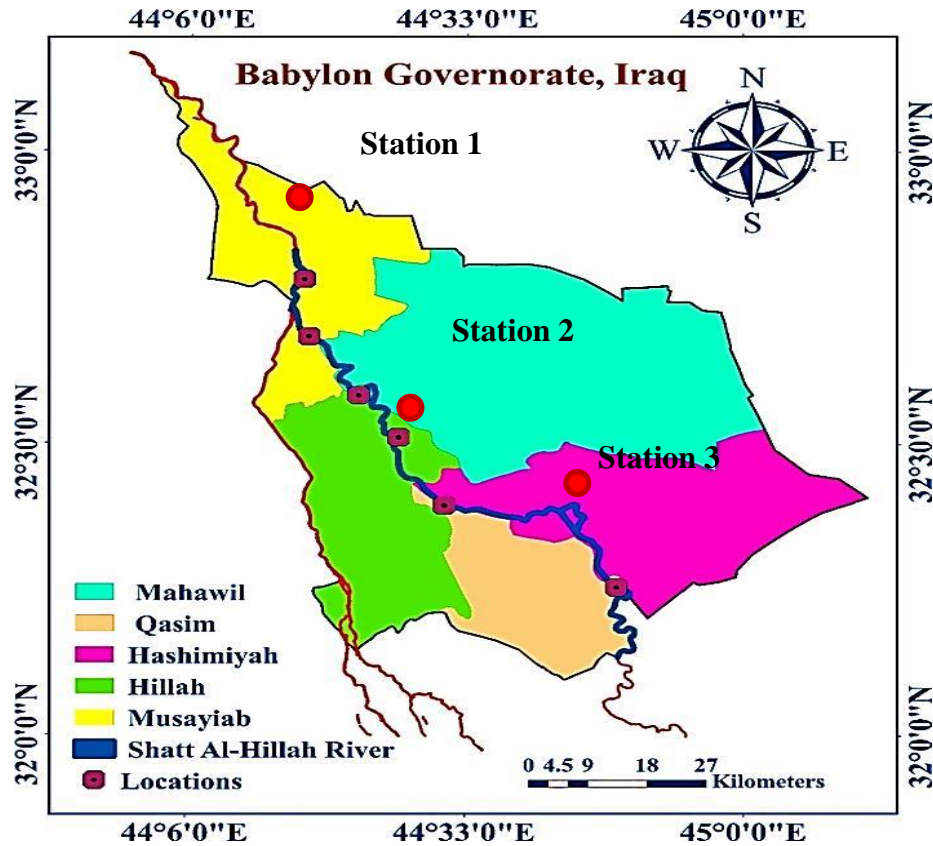 44°6'0"E 44°33'0"E 45°0'0"E
Babylon Governorate, Iraq
N
W E
S
Station 1
Station 2
Station 3
33°0'0"N
32°30'0"N
32°0'0"N
33°0'0"N
32°30'0"N
32°0'0"N
Mahawil
Qasim
Hashimiyah
Hillah
Musayiab
Shatt Al-Hillah River
Locations
0 4.5 9 18 27
Kilometers
44°6'0"E 44°33'0"E 45°0'0"E